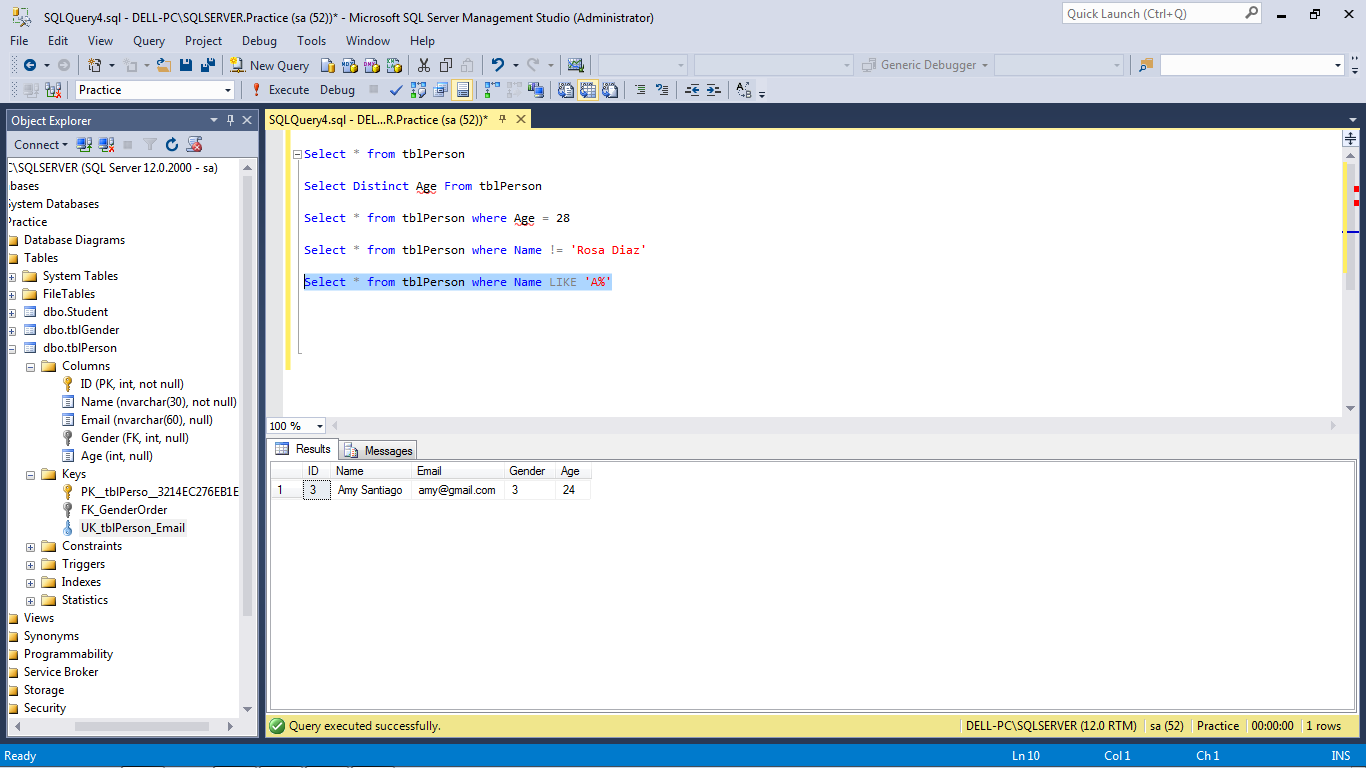 SQLQuery4.sql - DELL-PC\SQLSERVER.Practice (sa (52))* - Microsoft SQL Server Management Studio (Administrator)
Quick Launch (Ctrl+Q)
File Edit View Query Project Debug Tools Window Help
New Query
Generic Debugger
Practice
Execute Debug
Object Explorer
Connect
C:\SQLSERVER (SQL Server 12.0.2000 - sa)
bases
System Databases
Practice
Database Diagrams
Tables
System Tables
FileTables
dbo.Student
dbo.tblGender
dbo.tblPerson
Columns
ID (PK, int, not null)
Name (nvarchar(30), not null)
Email (nvarchar(60), null)
Gender (FK, int, null)
Age (int, null)
Keys
PK__tblPerso__3214EC276EB1E
FK_GenderOrder
UK_tblPerson_Email
Constraints
Triggers
Indexes
Statistics
Views
Synonyms
Programmability
Service Broker
Storage
Security
SQLQuery4.sql - DEL...R.Practice (sa (52))*
Select * from tblPerson
Select Distinct Age From tblPerson
Select * from tblPerson where Age = 28
Select * from tblPerson where Name != 'Rosa Diaz'
Select * from tblPerson where Name LIKE 'A%'
100 %
Results Messages
ID Name Email Gender Age
1 3 Amy Santiago amy@gmail.com 3 24
Query executed successfully.
DELL-PC\SQLSERVER (12.0 RTM) sa (52) Practice 00:00:00 1 rows
Ready
Ln 10 Col 1 Ch 1 INS